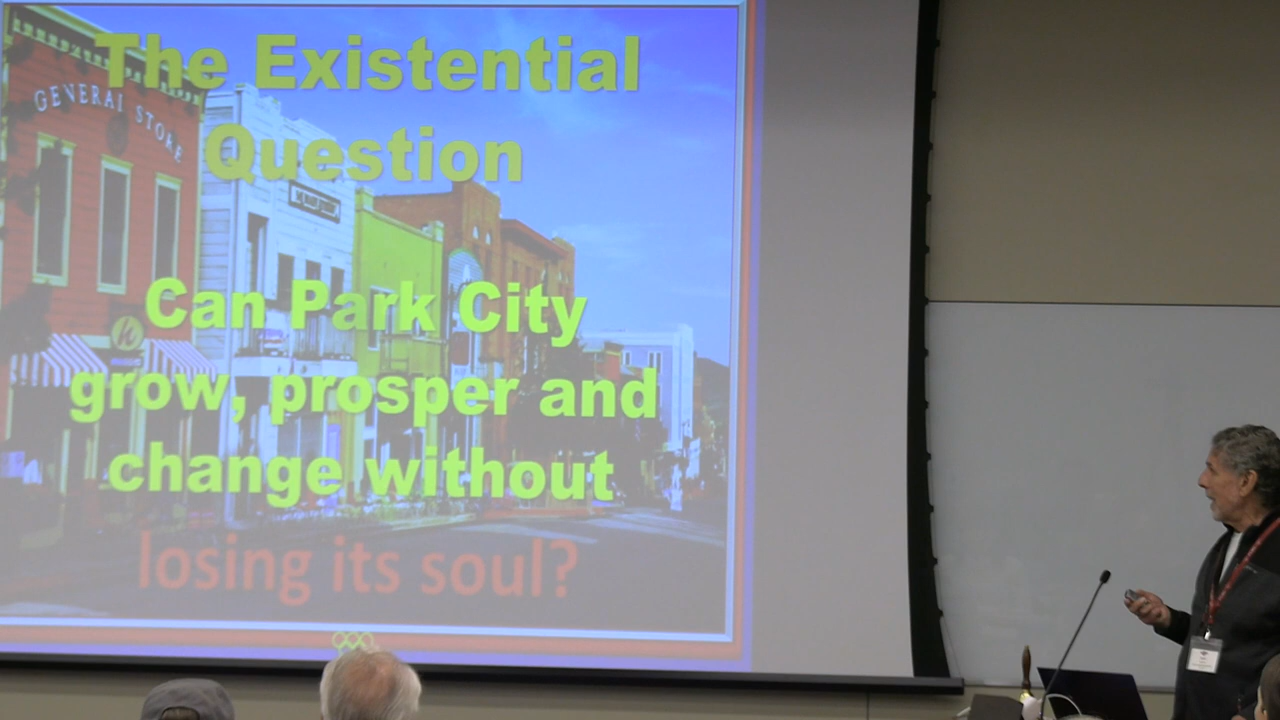 The Existential
Question
GENERAL STORE
Can Park City
grow, prosper and
change without
losing its soul?